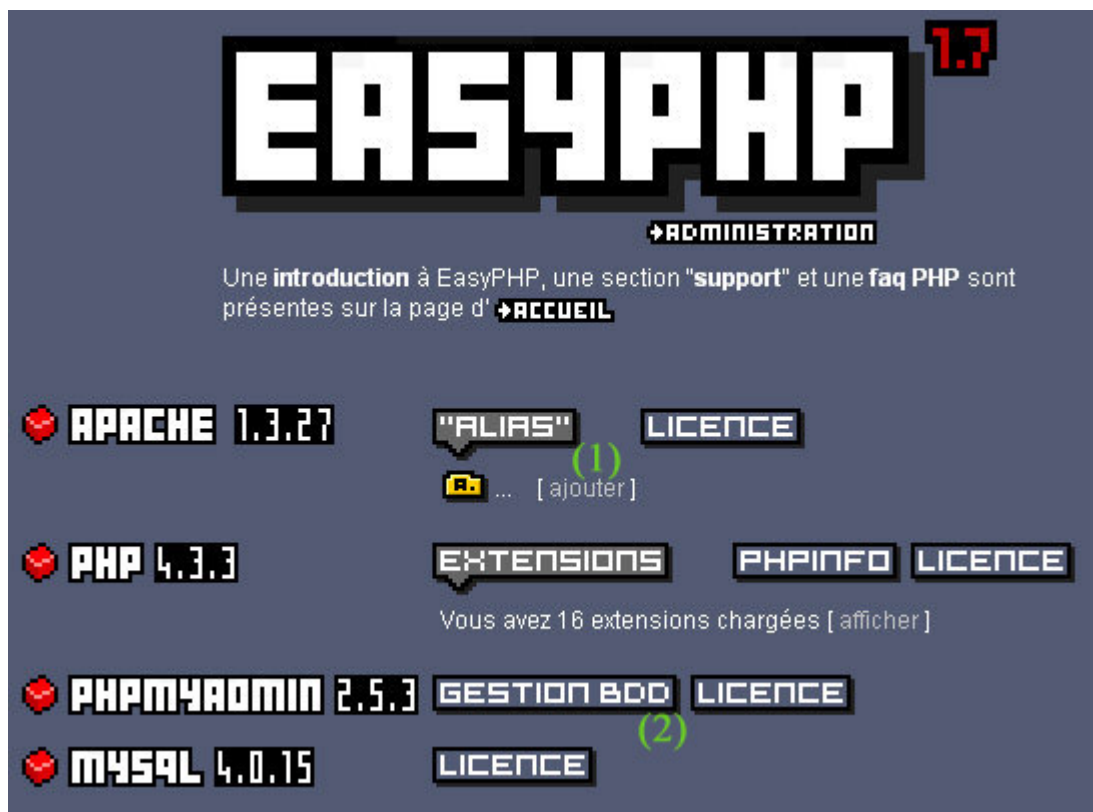 EASYPHP 1.7
ADMINISTRATION
Une introduction à EasyPHP, une section "support" et une faq PHP sont
présentes sur la page d' ACCUEIL
APACHE 1.3.27 "ALIAS" LICENCE
(1)
A. ... [ ajouter ]
PHP 4.3.3 EXTENSIONS PHPINFO LICENCE
Vous avez 16 extensions chargées [ afficher ]
PHPMYADMIN 2.5.3 GESTION BDD LICENCE
(2)
MYSQL 4.0.15 LICENCE